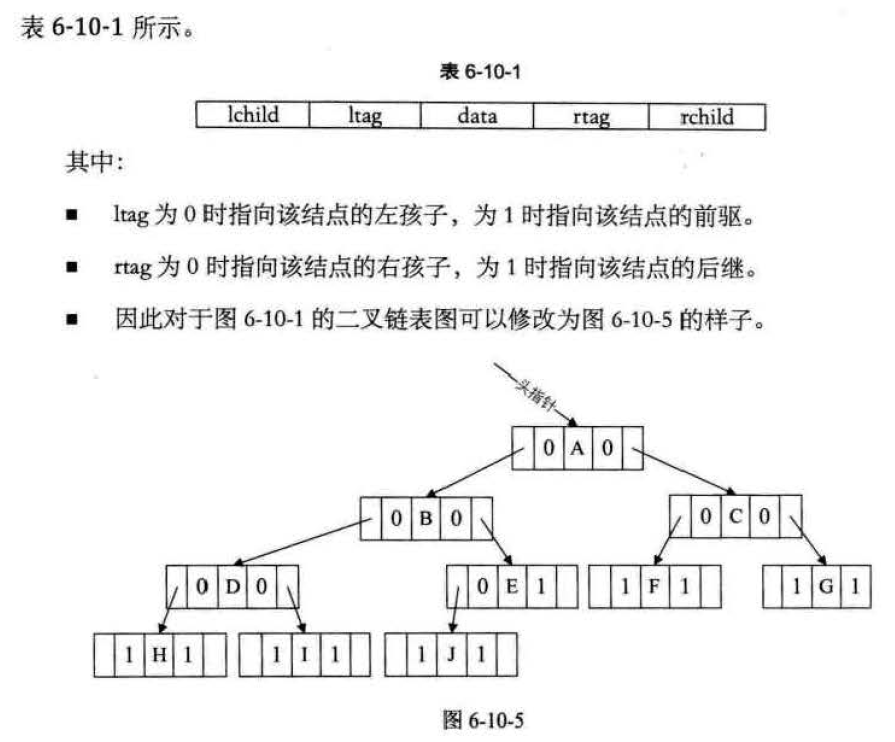 表 6-10-1 所示。
表 6-10-1
lchild ltag data rtag rchild
其中：
■ ltag 为 0 时指向该结点的左孩子，为 1 时指向该结点的前驱。
■ rtag 为 0 时指向该结点的右孩子，为 1 时指向该结点的后继。
■ 因此对于图 6-10-1 的二叉链表图可以修改为图 6-10-5 的样子。
头指针
0 A 0
0 B 0 0 C 0
0 D 0 0 E 1 1 F 1 1 G 1
1 H 1 1 I 1 1 J 1
图 6-10-5